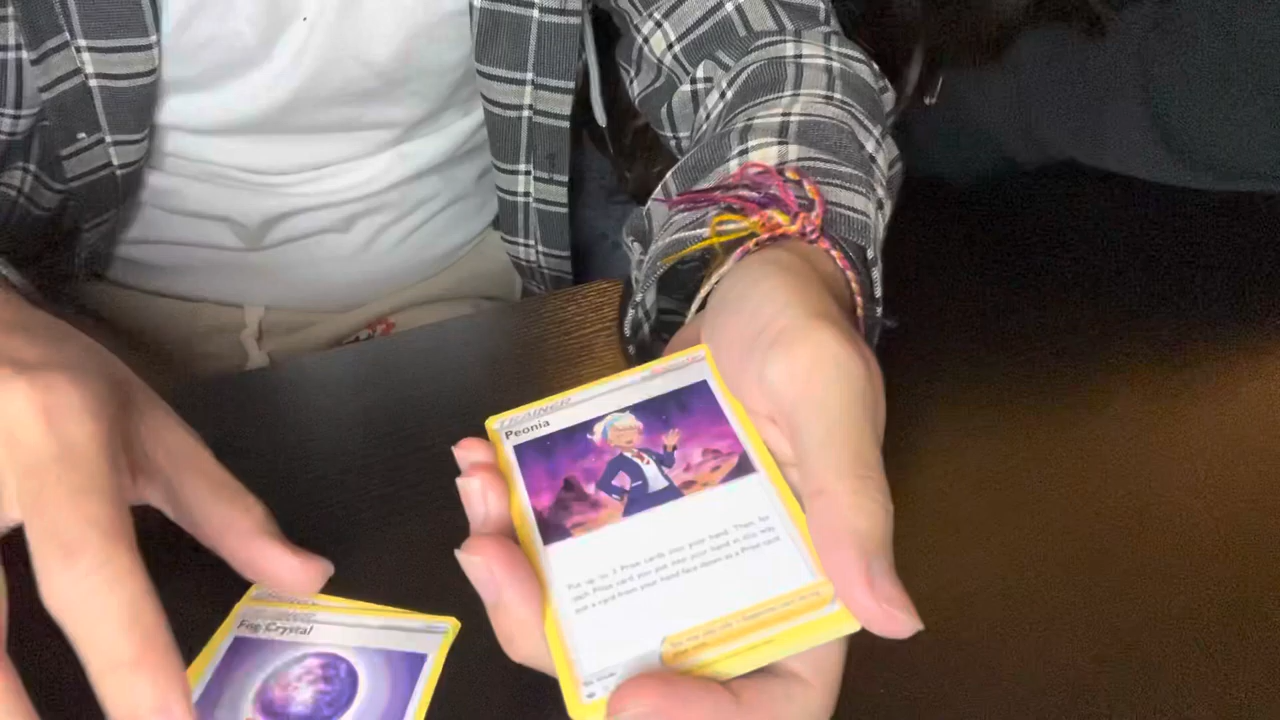 TRAINER
Peonia
Put up to 3 Prize cards into your hand. Then, for
each Prize card you put into your hand in this way,
put a card from your hand face down as a Prize card.
Fog Crystal